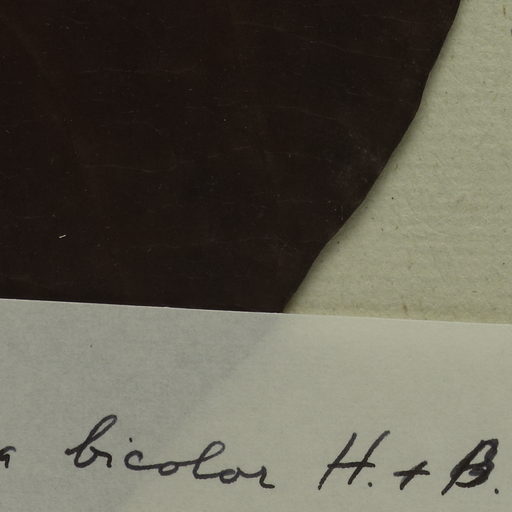 a bicolor H. + B.